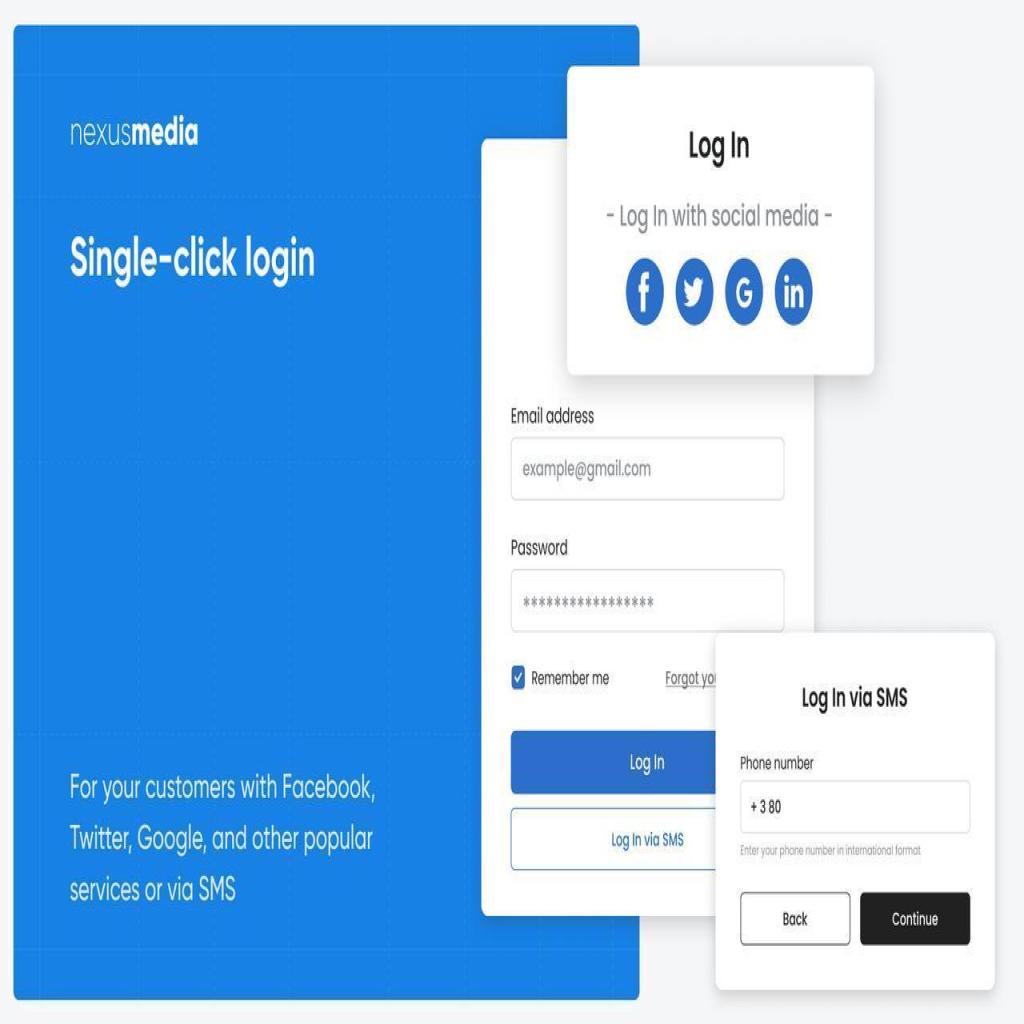 nexusmedia
Single-click login
For your customers with Facebook,
Twitter, Google, and other popular
services or via SMS
Log In
- Log In with social media -
f
G
in
Email address
example@gmail.com
Password
*****************
Remember me
Forgot
Log In
Log In via SMS
Log In via SMS
Phone number
+ 3 80
Enter your phone number in international format
Back
Continue